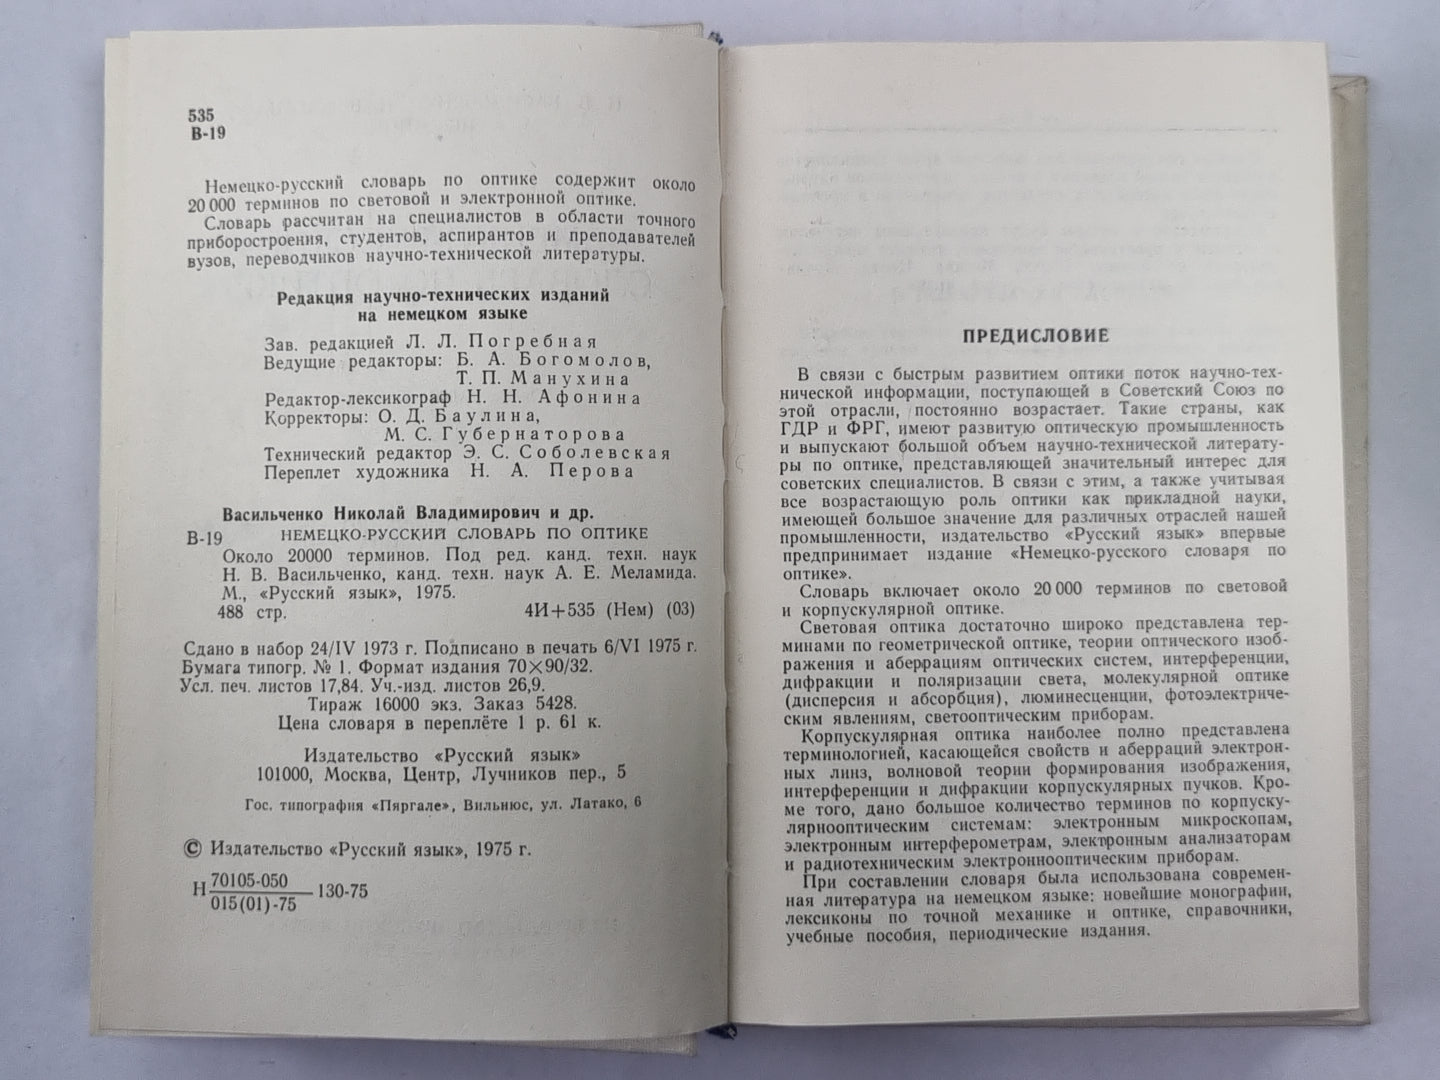 535
В-19
Немецко-русский словарь по оптике содержит около
20 000 терминов по световой и электронной оптике.
Словарь рассчитан на специалистов в области точного
приборостроения, студентов, аспирантов и преподавателей
вузов, переводчиков научно-технической литературы.
Редакция научно-технических изданий
на немецком языке
Зав. редакцией Л. Л. Погребная
Ведущие редакторы: Б. А. Богомолов,
Т. П. Манухина
Редактор-лексикограф Н. Н. Афонина
Корректоры: О. Д. Баулина,
М. С. Губернаторова
Технический редактор Э. С. Соболевская
Переплет художника Н. А. Перова
Васильченко Николай Владимирович и др.
В-19 НЕМЕЦКО-РУССКИЙ СЛОВАРЬ ПО ОПТИКЕ
Около 20000 терминов. Под ред. канд. техн. наук
Н. В. Васильченко, канд. техн. наук А. Е. Меламида.
М., «Русский язык», 1975.
488 стр. 4И+535 (Нем) (03)
Сдано в набор 24/IV 1973 г. Подписано в печать 6/VI 1975 г.
Бумага типогр. № 1. Формат издания 70×90/32.
Усл. печ. листов 17,84. Уч.-изд. листов 26,9.
Тираж 16000 экз. Заказ 5428.
Цена словаря в переплёте 1 р. 61 к.
Издательство «Русский язык»
101000, Москва, Центр, Лучников пер., 5
Гос. типография «Пяргале», Вильнюс, ул. Латако, 6
© Издательство «Русский язык», 1975 г.
Н 70105-050
015(01)-75 130-75
ПРЕДИСЛОВИЕ
В связи с быстрым развитием оптики поток научно-тех-
нической информации, поступающей в Советский Союз по
этой отрасли, постоянно возрастает. Такие страны, как
ГДР и ФРГ, имеют развитую оптическую промышленность
и выпускают большой объем научно-технической литерату-
ры по оптике, представляющей значительный интерес для
советских специалистов. В связи с этим, а также учитывая
все возрастающую роль оптики как прикладной науки,
имеющей большое значение для различных отраслей нашей
промышленности, издательство «Русский язык» впервые
предпринимает издание «Немецко-русского словаря по
оптике».
Словарь включает около 20 000 терминов по световой
и корпускулярной оптике.
Световая оптика достаточно широко представлена тер-
минами по геометрической оптике, теории оптического изоб-
ражения и аберрациям оптических систем, интерференции,
дифракции и поляризации света, молекулярной оптике
(дисперсия и абсорбция), люминесценции, фотоэлектриче-
ским явлениям, светооптическим приборам.
Корпускулярная оптика наиболее полно представлена
терминологией, касающейся свойств и аберраций электрон-
ных линз, волновой теории формирования изображения,
интерференции и дифракции корпускулярных пучков. Кро-
ме того, дано большое количество терминов по корпуску-
лярнооптическим системам: электронным микроскопам,
электронным интерферометрам, электронным анализаторам
и радиотехническим электроннооптическим приборам.
При составлении словаря была использована современ-
ная литература на немецком языке: новейшие монографии,
лексиконы по точной механике и оптике, справочники,
учебные пособия, периодические издания.